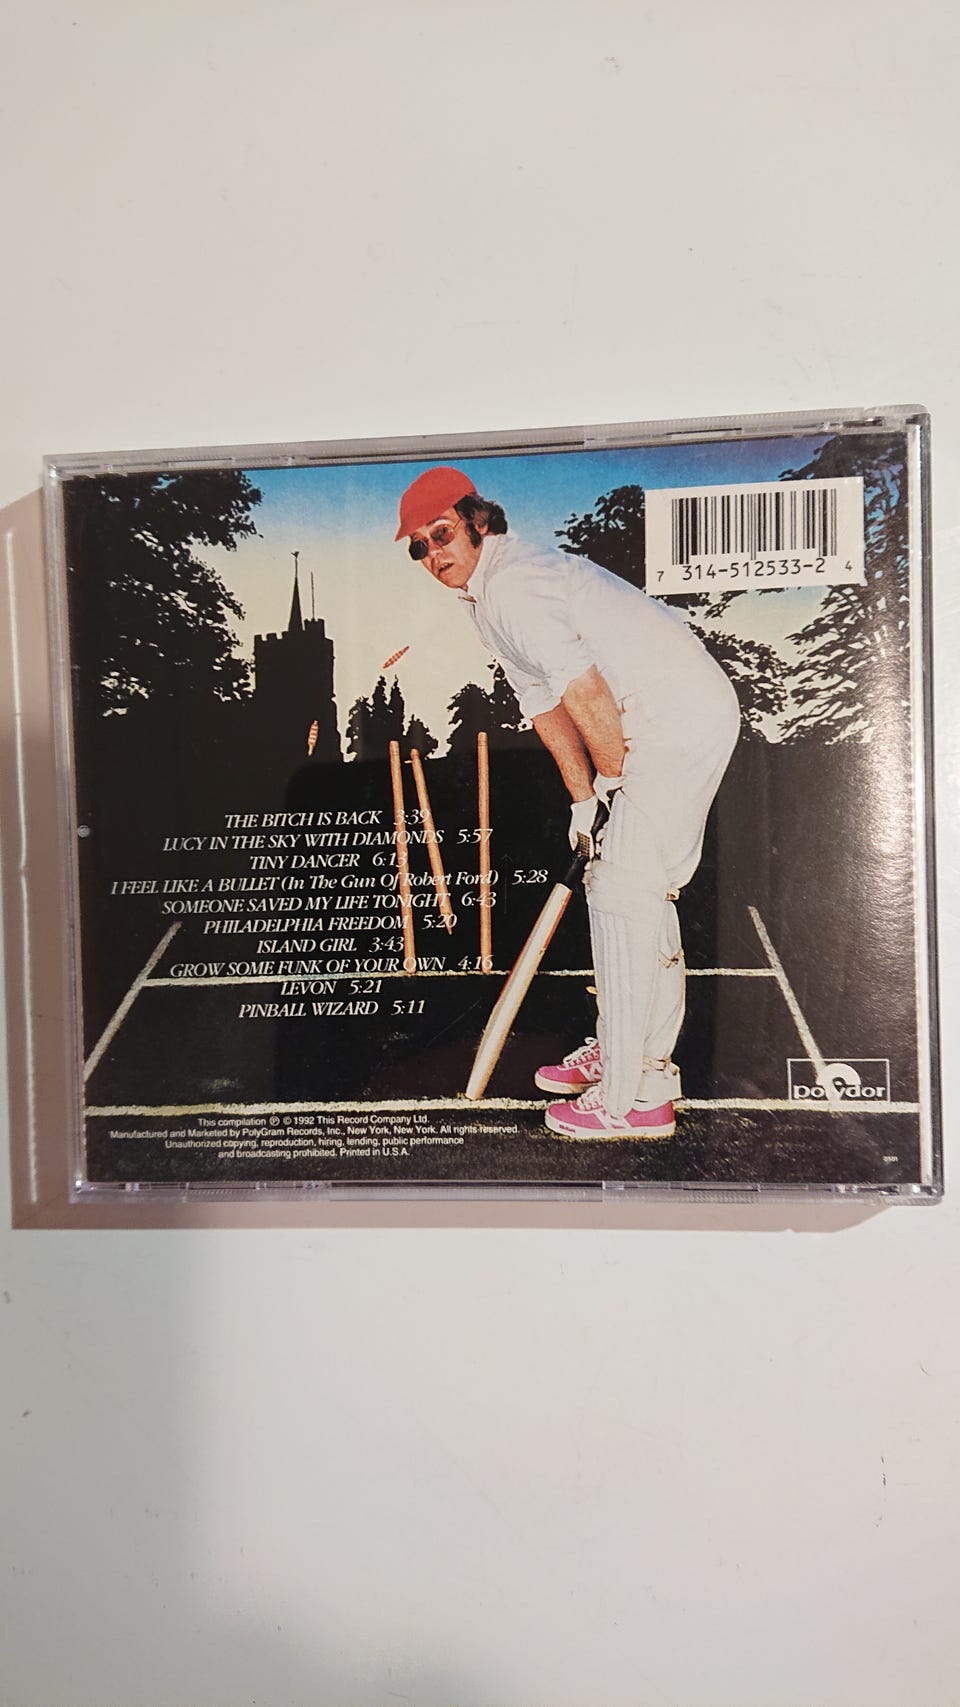 7 314-512533-2 4
THE BITCH IS BACK 3:39
LUCY IN THE SKY WITH DIAMONDS 5:57
TINY DANCER 6:13
I FEEL LIKE A BULLET (In The Gun Of Robert Ford) 5:28
SOMEONE SAVED MY LIFE TONIGHT 6:43
PHILADELPHIA FREEDOM 5:20
ISLAND GIRL 3:43
GROW SOME FUNK OF YOUR OWN 4:16
LEVON 5:21
PINBALL WIZARD 5:11
polydor
This compilation ℗ © 1992 This Record Company Ltd.
Manufactured and Marketed by PolyGram Records, Inc., New York, New York. All rights reserved.
Unauthorized copying, reproduction, hiring, lending, public performance
and broadcasting prohibited. Printed in U.S.A.